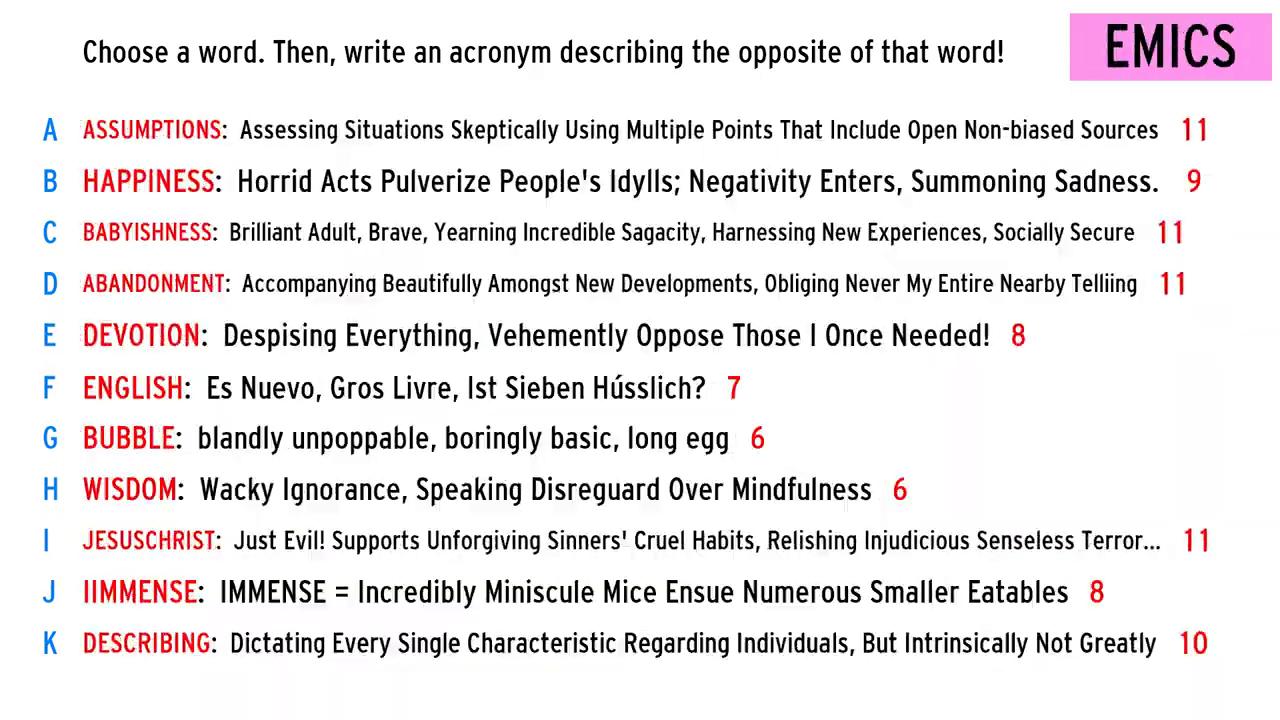 Choose a word. Then, write an acronym describing the opposite of that word!
EMICS
A ASSUMPTIONS: Assessing Situations Skeptically Using Multiple Points That Include Open Non-biased Sources 11
B HAPPINESS: Horrid Acts Pulverize People's Idylls; Negativity Enters, Summoning Sadness. 9
C BABYISHNESS: Brilliant Adult, Brave, Yearning Incredible Sagacity, Harnessing New Experiences, Socially Secure 11
D ABANDONMENT: Accompanying Beautifully Amongst New Developments, Obliging Never My Entire Nearby Telliing 11
E DEVOTION: Despising Everything, Vehemently Oppose Those I Once Needed! 8
F ENGLISH: Es Nuevo, Gros Livre, Ist Sieben Hússlich? 7
G BUBBLE: blandly unpoppable, boringly basic, long egg 6
H WISDOM: Wacky Ignorance, Speaking Disreguard Over Mindfulness 6
I JESUSCHRIST: Just Evil! Supports Unforgiving Sinners' Cruel Habits, Relishing Injudicious Senseless Terror... 11
J IIMMENSE: IMMENSE = Incredibly Miniscule Mice Ensue Numerous Smaller Eatables 8
K DESCRIBING: Dictating Every Single Characteristic Regarding Individuals, But Intrinsically Not Greatly 10